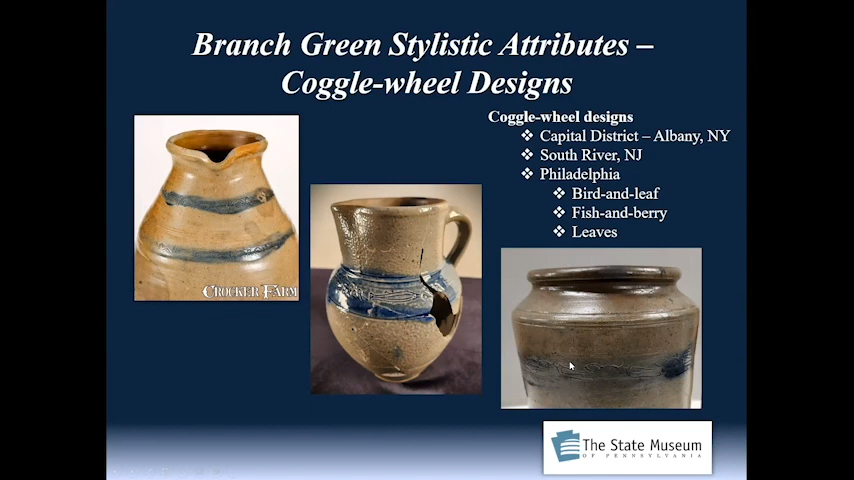 Branch Green Stylistic Attributes –
Coggle-wheel Designs
Coggle-wheel designs
❖ Capital District – Albany, NY
❖ South River, NJ
❖ Philadelphia
❖ Bird-and-leaf
❖ Fish-and-berry
❖ Leaves
CROCKER FARM
The State Museum
OF PENNSYLVANIA